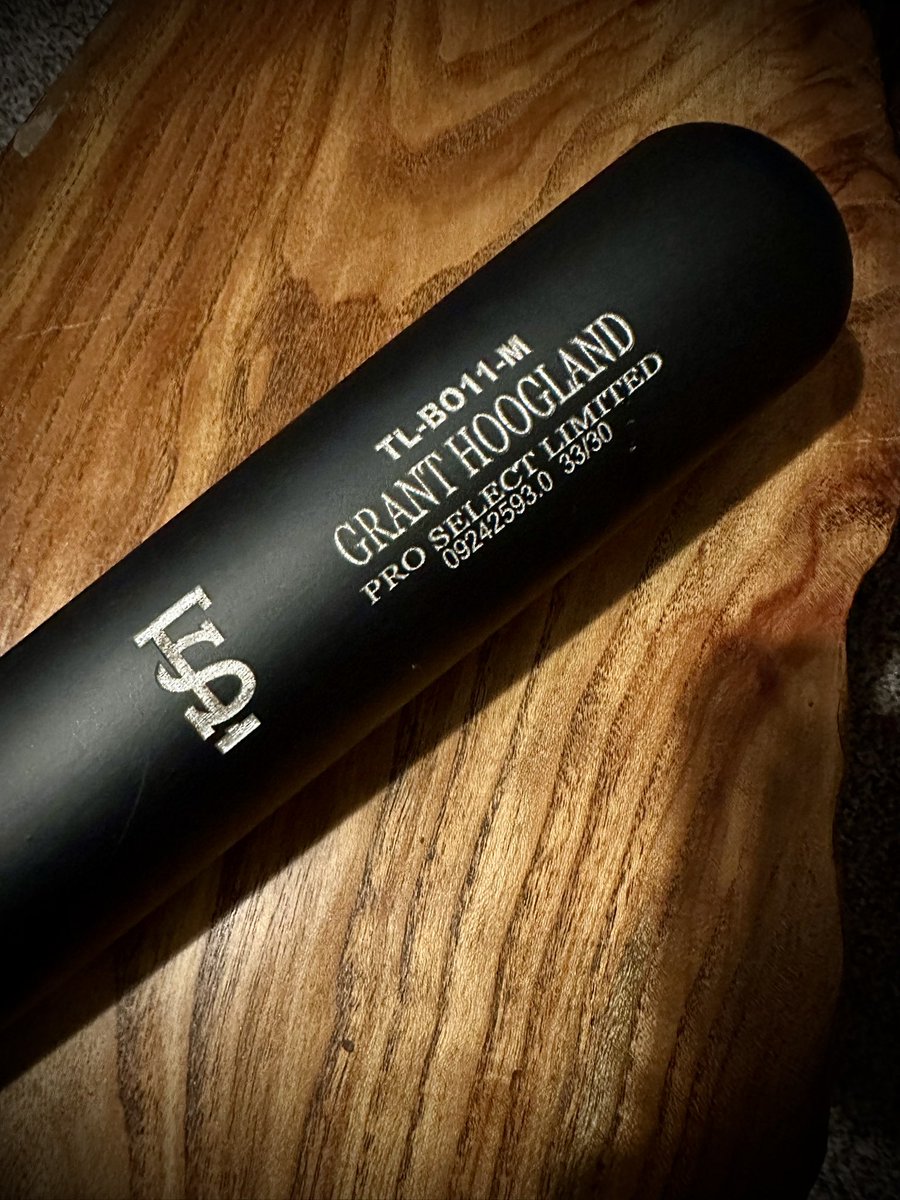 TL-BO11-M
GRANT HOOGLAND
PRO SELECT LIMITED
09242593.0 33/30